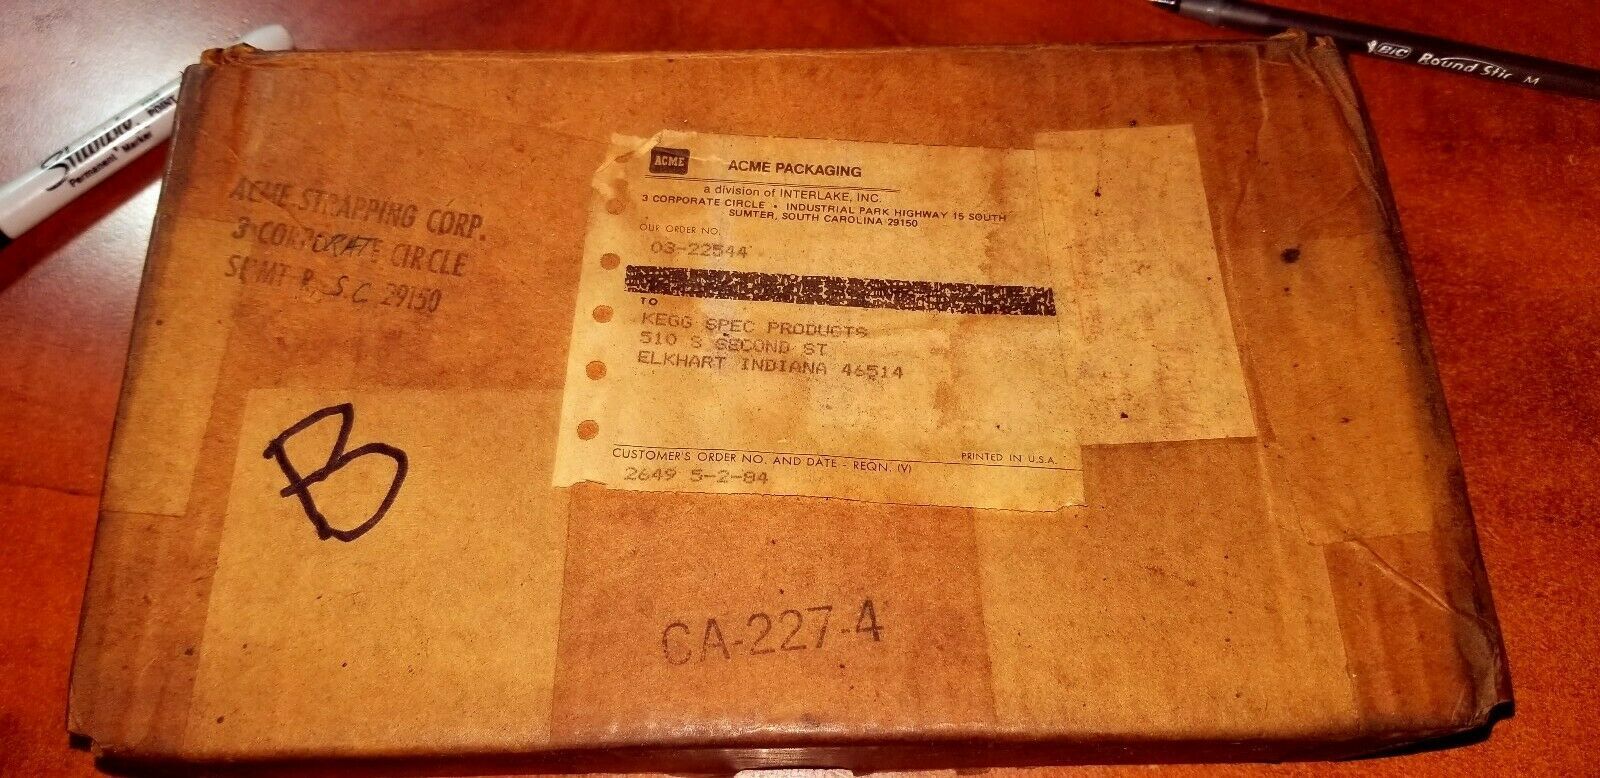 Sharpie
POINT
Permanent Marker
BIC Round Stic M
ACME STRAPPING CORP.
3 CORPORATE CIRCLE
SUMT R, S.C 29150
ACME
ACME PACKAGING
a division of INTERLAKE, INC.
3 CORPORATE CIRCLE • INDUSTRIAL PARK HIGHWAY 15 SOUTH
SUMTER, SOUTH CAROLINA 29150
OUR ORDER NO.
03-22544
TO
KEGG SPEC PRODUCTS
510 S SECOND ST
ELKHART INDIANA 46514
CUSTOMER'S ORDER NO. AND DATE - REQN. (V)
PRINTED IN U.S.A.
2649 5-2-84
B
CA-227-4